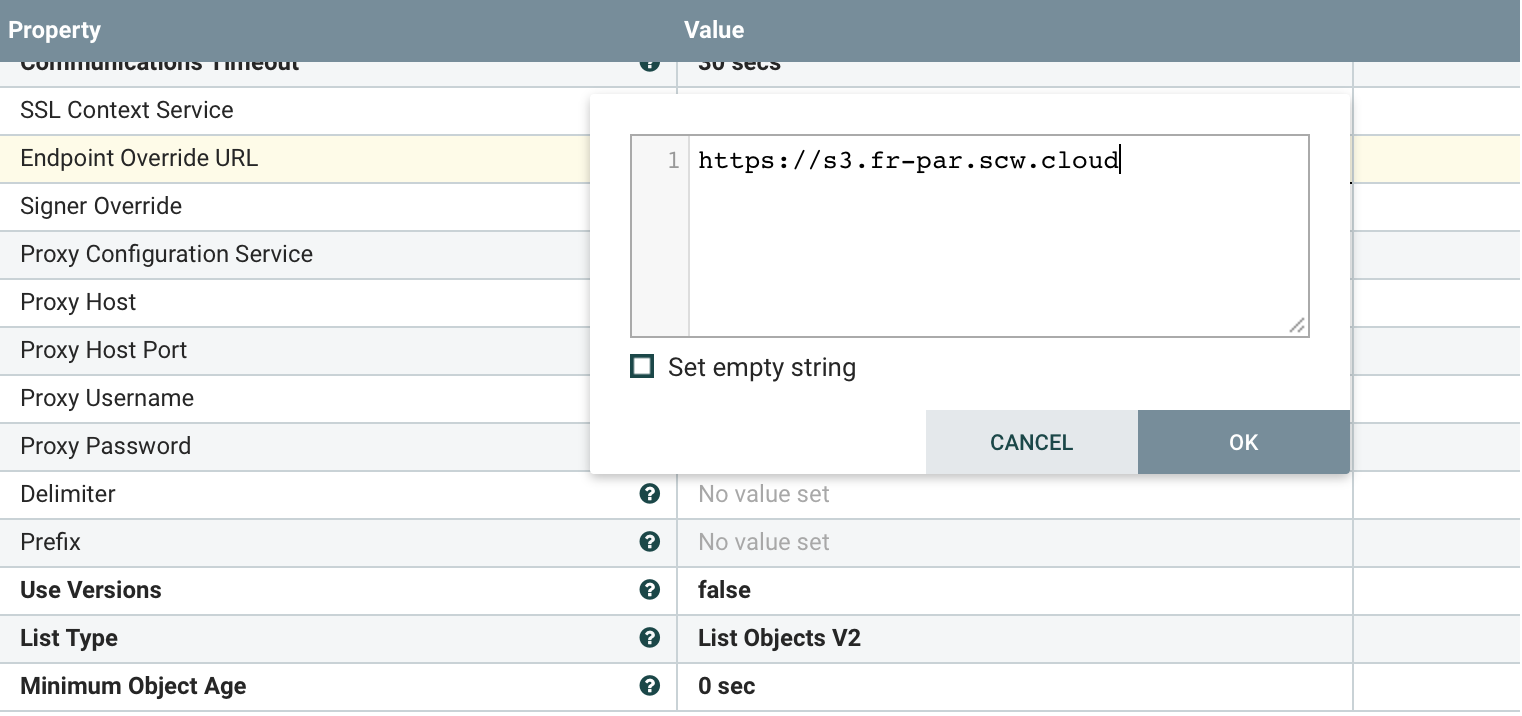 Property Value
Communications Timeout ? 30 secs
SSL Context Service
Endpoint Override URL
1 https://s3.fr-par.scw.cloud
Signer Override
Proxy Configuration Service
Proxy Host
Proxy Host Port
Set empty string
Proxy Username
Proxy Password
CANCEL OK
Delimiter ? No value set
Prefix ? No value set
Use Versions ? false
List Type ? List Objects V2
Minimum Object Age ? 0 sec